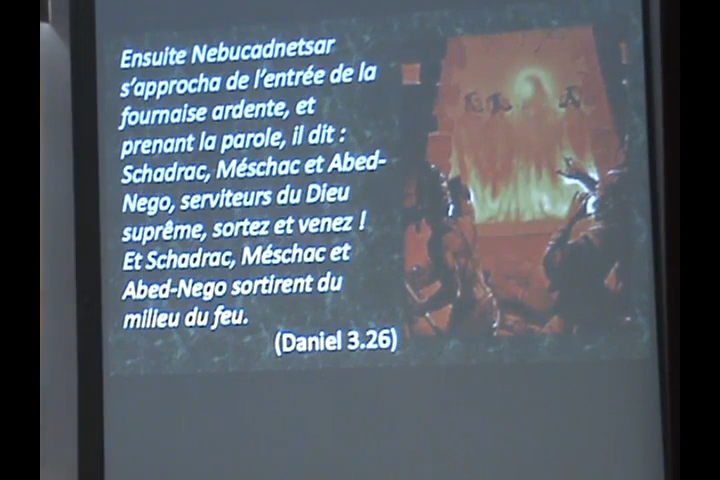 Ensuite Nebucadnetsar
s'approcha de l'entrée de la
fournaise ardente, et
prenant la parole, il dit :
Schadrac, Méschac et Abed-
Nego, serviteurs du Dieu
suprême, sortez et venez !
Et Schadrac, Méschac et
Abed-Nego sortirent du
milieu du feu.
(Daniel 3.26)